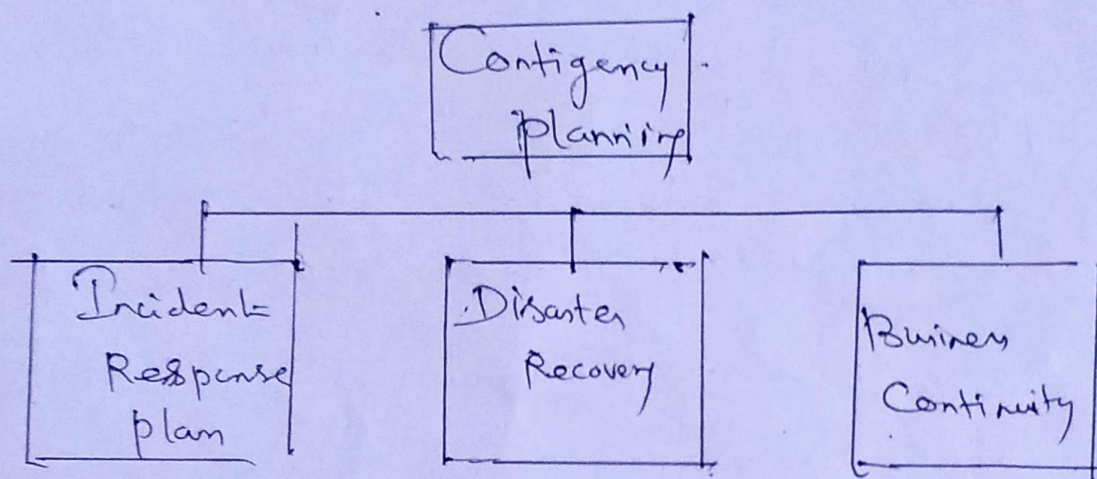 Contigency
planning
Incident
Response
plan
Disaster
Recovery
Business
Continuity